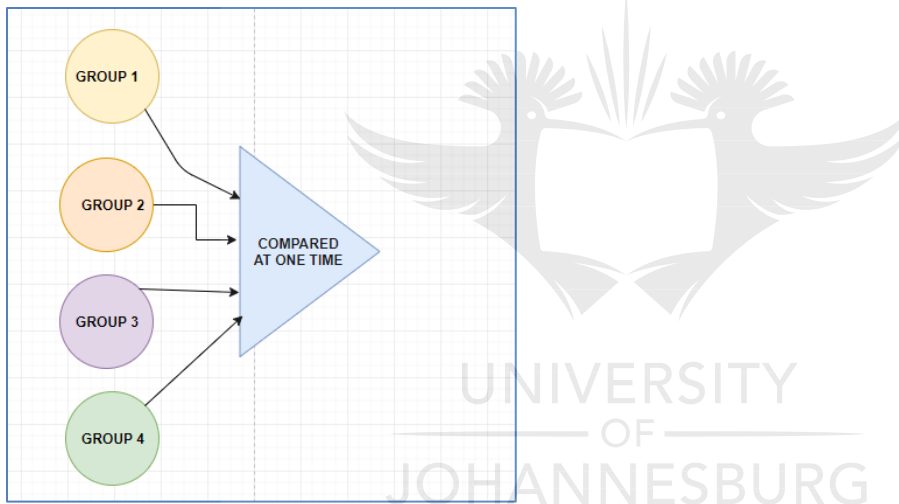 GROUP 1
GROUP 2
COMPARED
AT ONE TIME
GROUP 3
GROUP 4
UNIVERSITY
OF
JOHANNESBURG